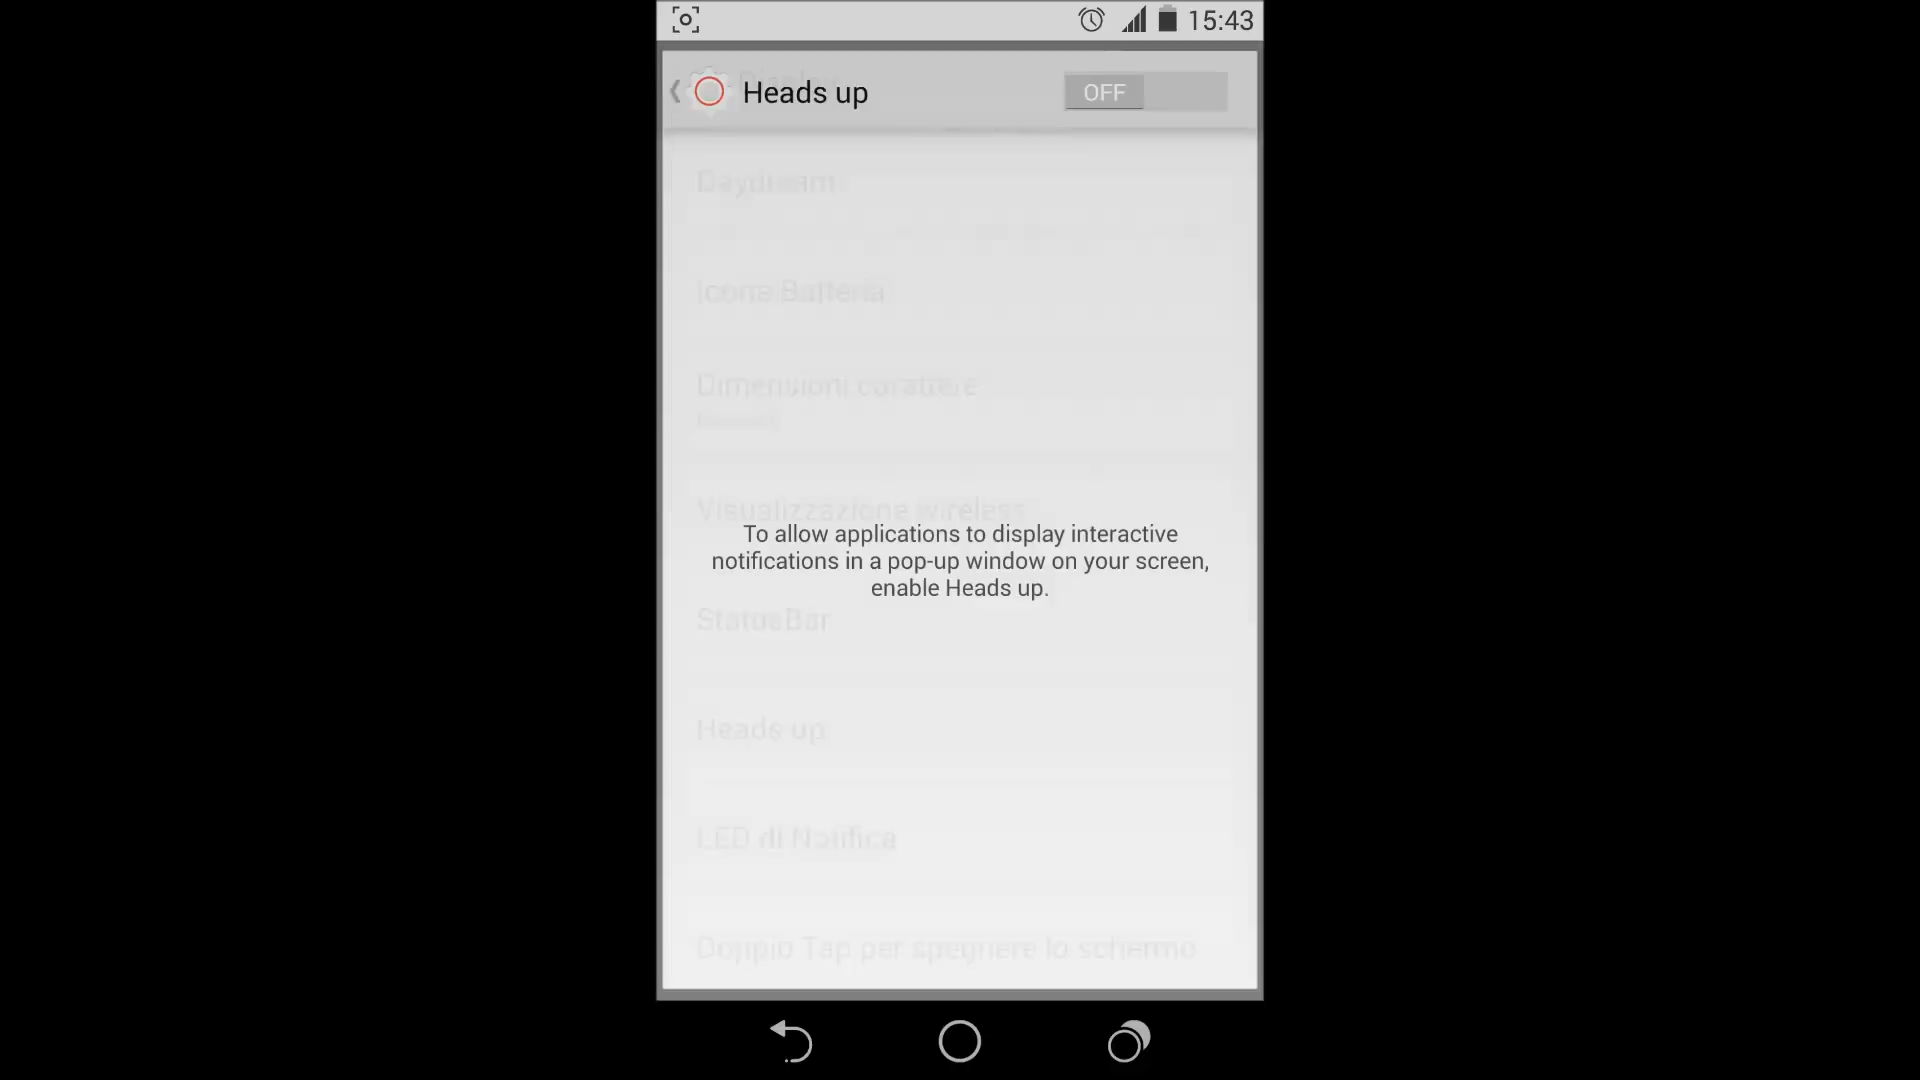 15:43
Heads up
OFF
Daydream
Icona Batteria
Dimensioni carattere
Visualizzazione wireless
To allow applications to display interactive
notifications in a pop-up window on your screen,
enable Heads up.
StatusBar
Heads up
LED di Notifica
Doppio Tap per spegnere lo schermo